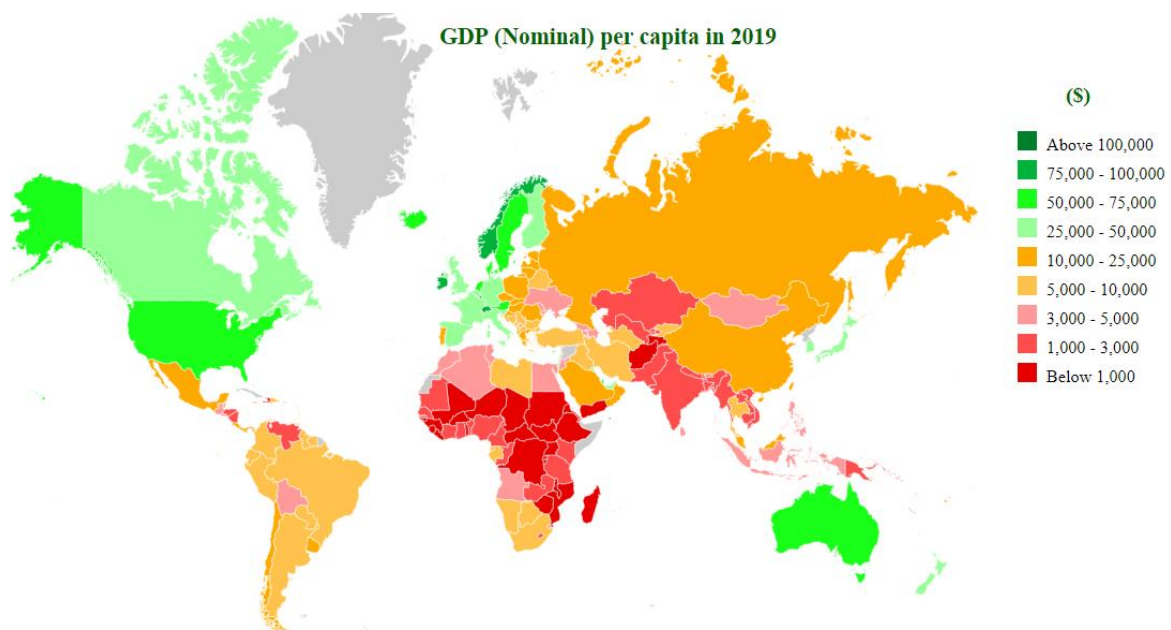 GDP (Nominal) per capita in 2019
($)
Above 100,000
75,000 - 100,000
50,000 - 75,000
25,000 - 50,000
10,000 - 25,000
5,000 - 10,000
3,000 - 5,000
1,000 - 3,000
Below 1,000